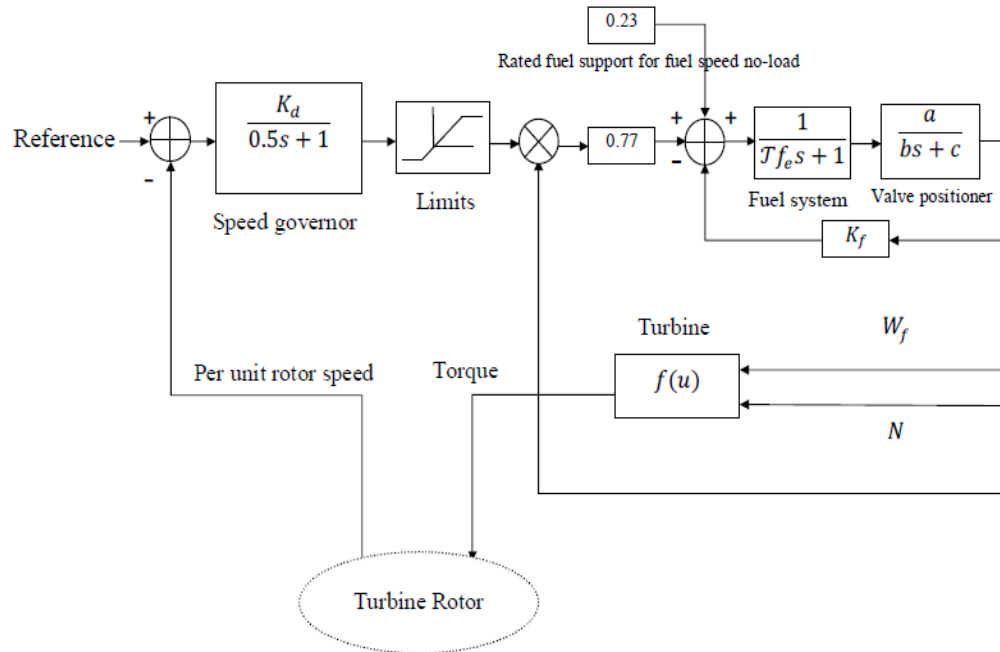 0.23
Rated fuel support for fuel speed no-load
Reference
+
-
K_d
0.5s + 1
Speed governor
Limits
0.77
+
-
+
1
𝒯f_e s + 1
Fuel system
a
bs + c
Valve positioner
K_f
Turbine
f(u)
W_f
N
Torque
Per unit rotor speed
Turbine Rotor